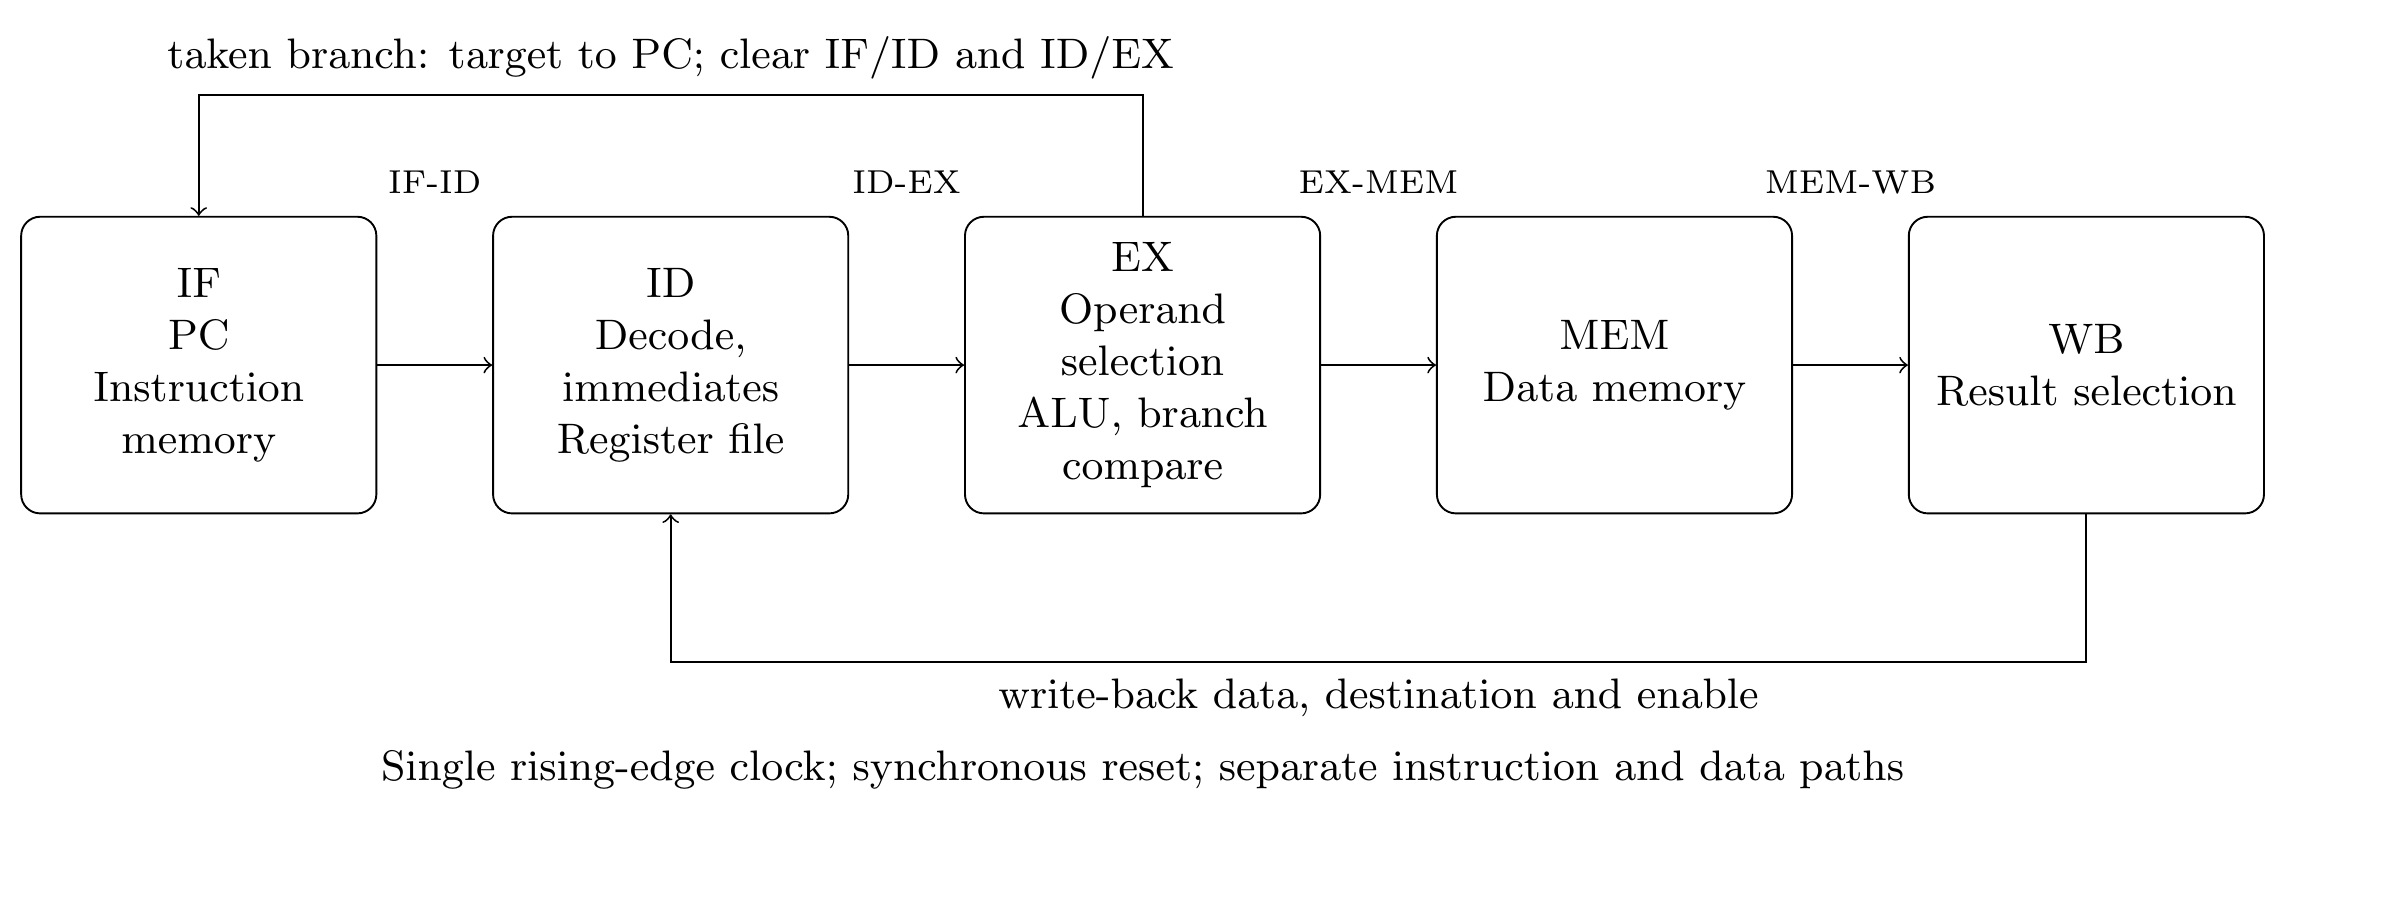 taken branch: target to PC; clear IF/ID and ID/EX
IF-ID
ID-EX
EX-MEM
MEM-WB
IF
PC
Instruction
memory
ID
Decode,
immediates
Register file
EX
Operand
selection
ALU, branch
compare
MEM
Data memory
WB
Result selection
write-back data, destination and enable
Single rising-edge clock; synchronous reset; separate instruction and data paths